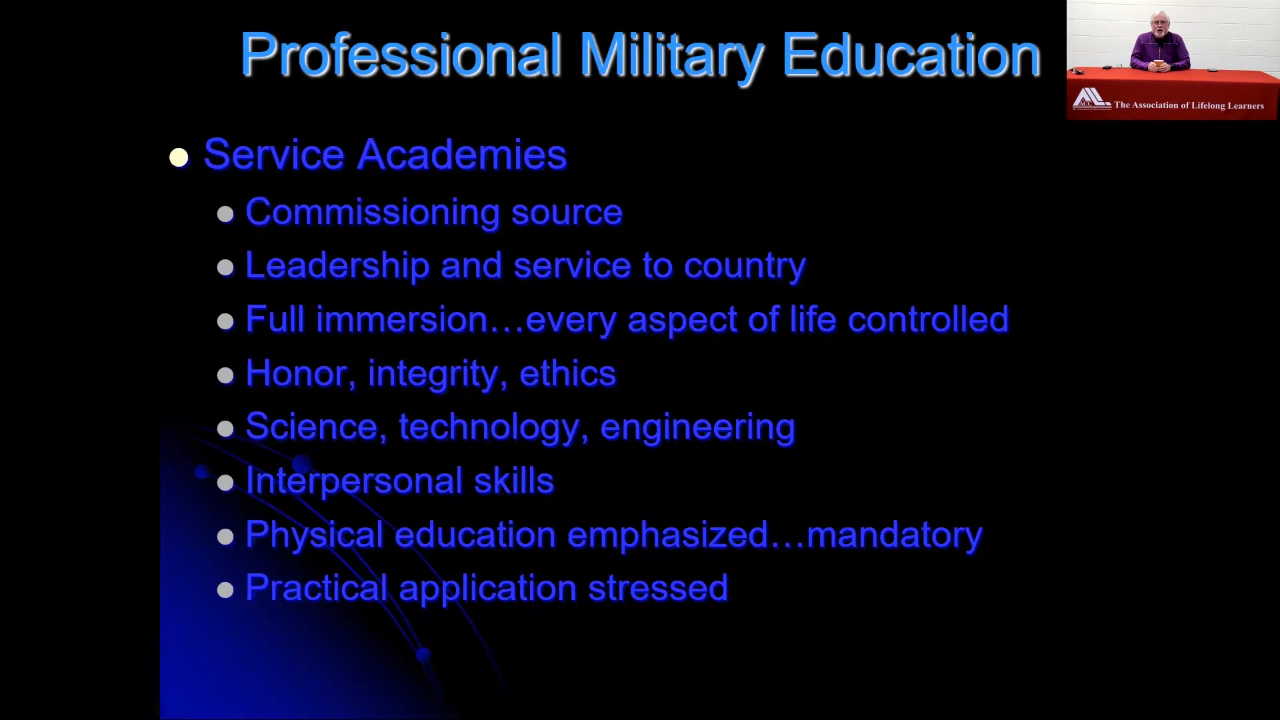 Professional Military Education
The Association of Lifelong Learners
Service Academies
Commissioning source
Leadership and service to country
Full immersion…every aspect of life controlled
Honor, integrity, ethics
Science, technology, engineering
Interpersonal skills
Physical education emphasized…mandatory
Practical application stressed